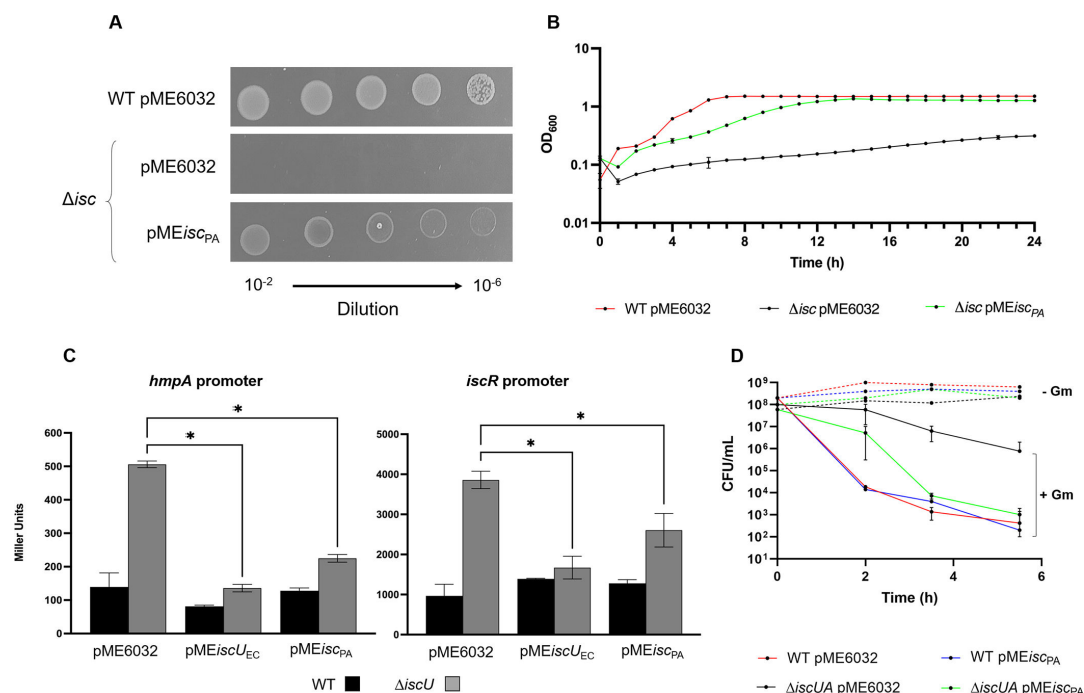 A
WT pME6032
Δisc
pME6032
pMEiscPA
10-2
10-6
Dilution
B
10
1
0.1
0.01
OD600
0 4 8 12 16 20 24
Time (h)
WT pME6032 Δisc pME6032 Δisc pMEiscPA
C
hmpA promoter
iscR promoter
*
*
*
*
Miller Units
600
500
400
300
200
100
00
pME6032 pMEiscUEC pMEiscPA
5000
4000
3000
2000
1000
0
pME6032 pMEiscUEC pMEiscPA
WT ΔiscU
D
CFU/mL
10⁹
10⁸
10⁷
10⁶
10⁵
10⁴
10³
10²
10¹
- Gm
+ Gm
0 2 4 6
Time (h)
WT pME6032 WT pMEiscPA
ΔiscUA pME6032 ΔiscUA pMEiscPA